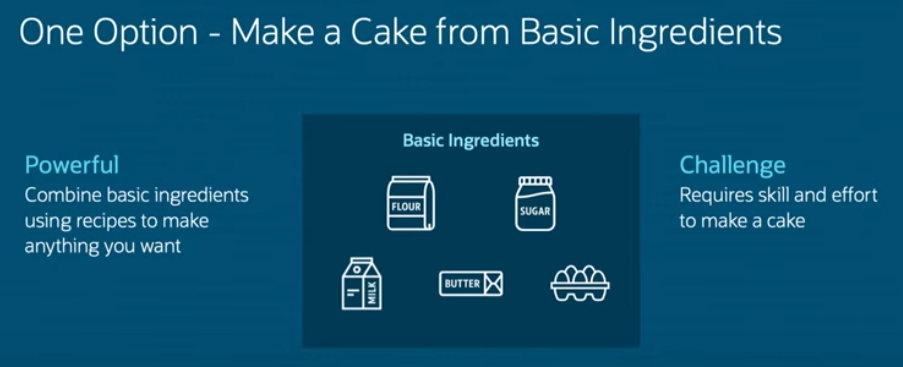 One Option - Make a Cake from Basic Ingredients
Powerful
Combine basic ingredients
using recipes to make
anything you want
Basic Ingredients
FLOUR
SUGAR
MILK
BUTTER
Challenge
Requires skill and effort
to make a cake